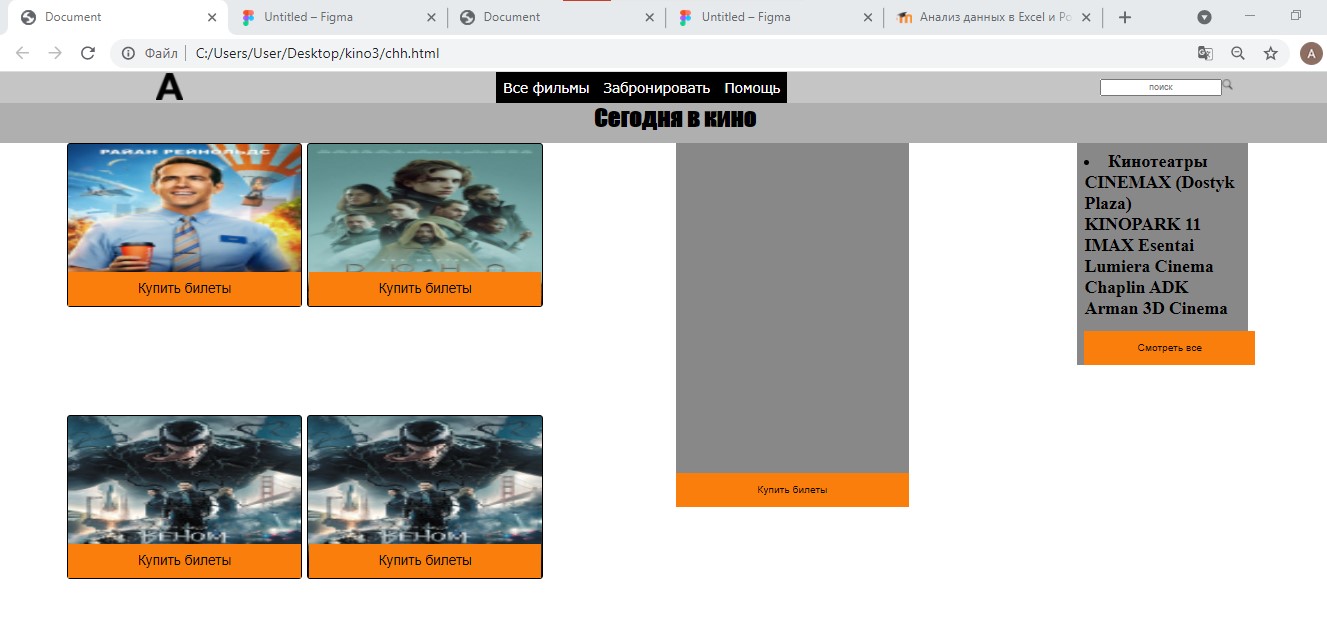 Document
Untitled – Figma
Document
Untitled – Figma
Анализ данных в Excel и Po
Файл
C:/Users/User/Desktop/kino3/chh.html
A
A
Все фильмы Забронировать Помощь
поиск
Сегодня в кино
РАЙАН РЕЙНОЛЬДС
Купить билеты
ДЮНА
Купить билеты
• Кинотеатры
CINEMAX (Dostyk
Plaza)
KINOPARK 11
IMAX Esentai
Lumiera Cinema
Chaplin ADK
Arman 3D Cinema
Смотреть все
ВЕНОМ
Купить билеты
ВЕНОМ
Купить билеты
Купить билеты